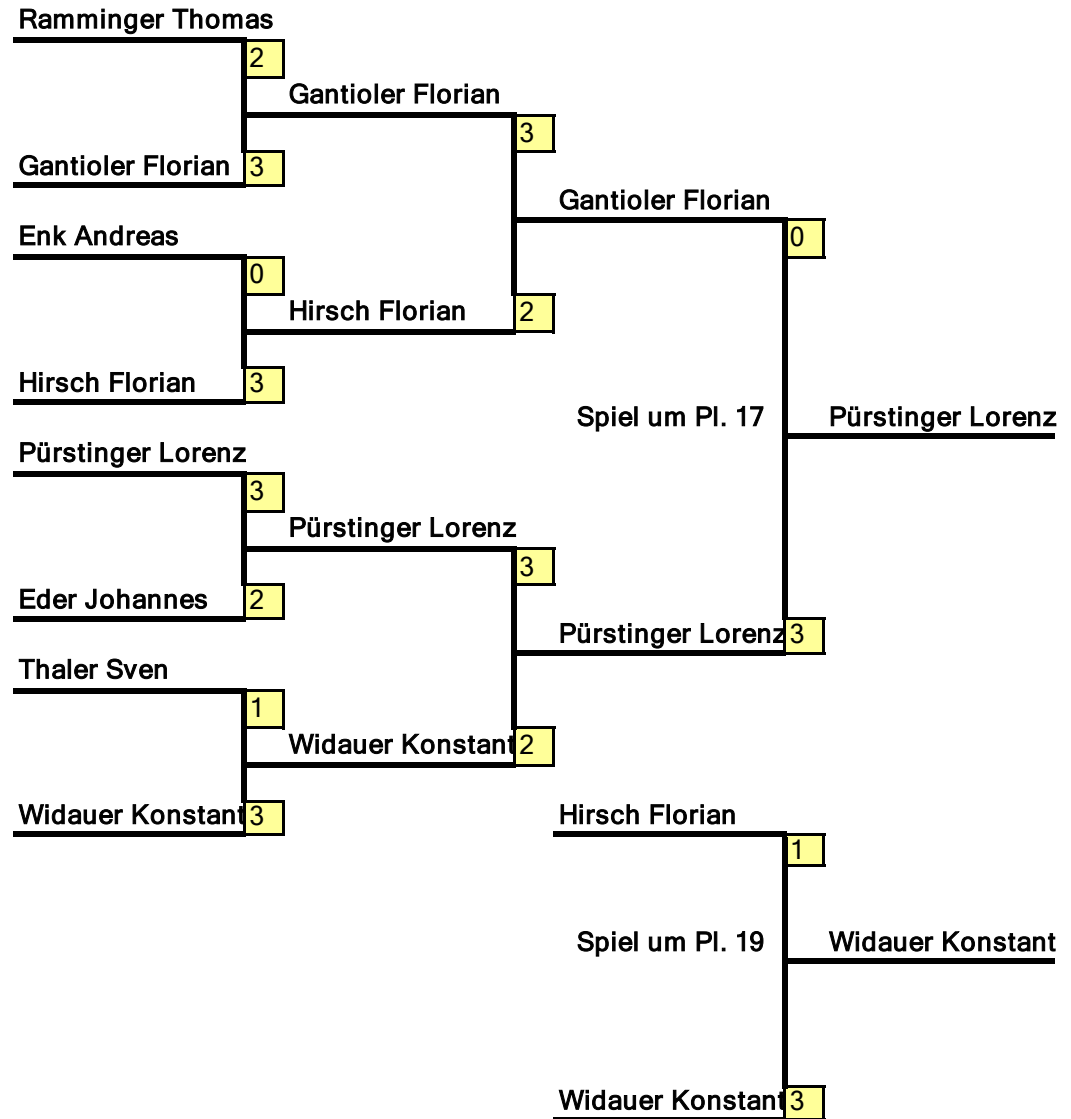 Ramminger Thomas
2
Gantioler Florian
3
Gantioler Florian 3
Gantioler Florian
0
Enk Andreas
0
Hirsch Florian 2
Hirsch Florian 3
Spiel um Pl. 17 Pürstinger Lorenz
Pürstinger Lorenz
3
Pürstinger Lorenz
3
Eder Johannes 2
Pürstinger Lorenz 3
Thaler Sven
1
Widauer Konstant 2
Widauer Konstant 3
Hirsch Florian
1
Spiel um Pl. 19 Widauer Konstant
Widauer Konstant 3